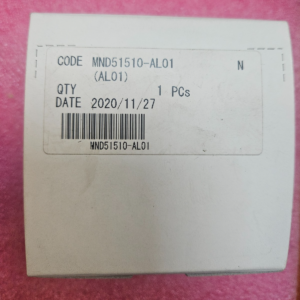 CODE MND51510-AL01 N
(AL01)
QTY 1 PCs
DATE 2020/11/27
MND51510-AL01